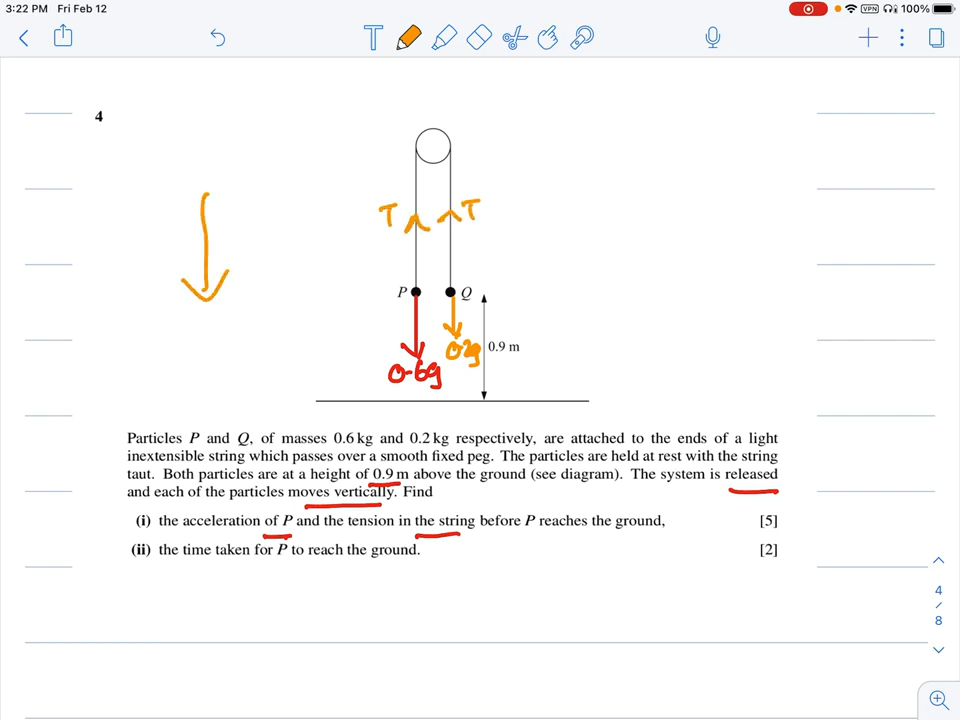 3:22 PM Fri Feb 12
VPN 100%
T
4
T T
P Q
0.9 m
0.2g
0.6g
Particles P and Q, of masses 0.6 kg and 0.2 kg respectively, are attached to the ends of a light
inextensible string which passes over a smooth fixed peg. The particles are held at rest with the string
taut. Both particles are at a height of 0.9 m above the ground (see diagram). The system is released
and each of the particles moves vertically. Find
(i) the acceleration of P and the tension in the string before P reaches the ground, [5]
(ii) the time taken for P to reach the ground. [2]
4
/
8